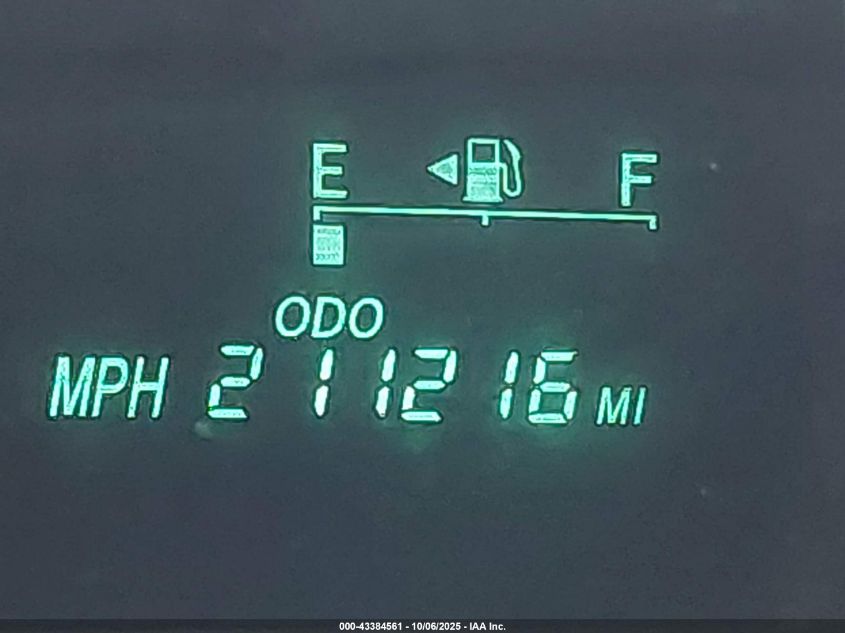 E F
ODO
MPH 211216 MI
000-43384561 - 10/06/2025 - IAA Inc.